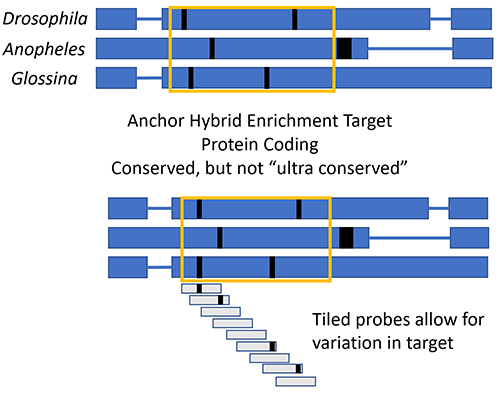 Drosophila
Anopheles
Glossina
Anchor Hybrid Enrichment Target
Protein Coding
Conserved, but not “ultra conserved”
Tiled probes allow for
variation in target